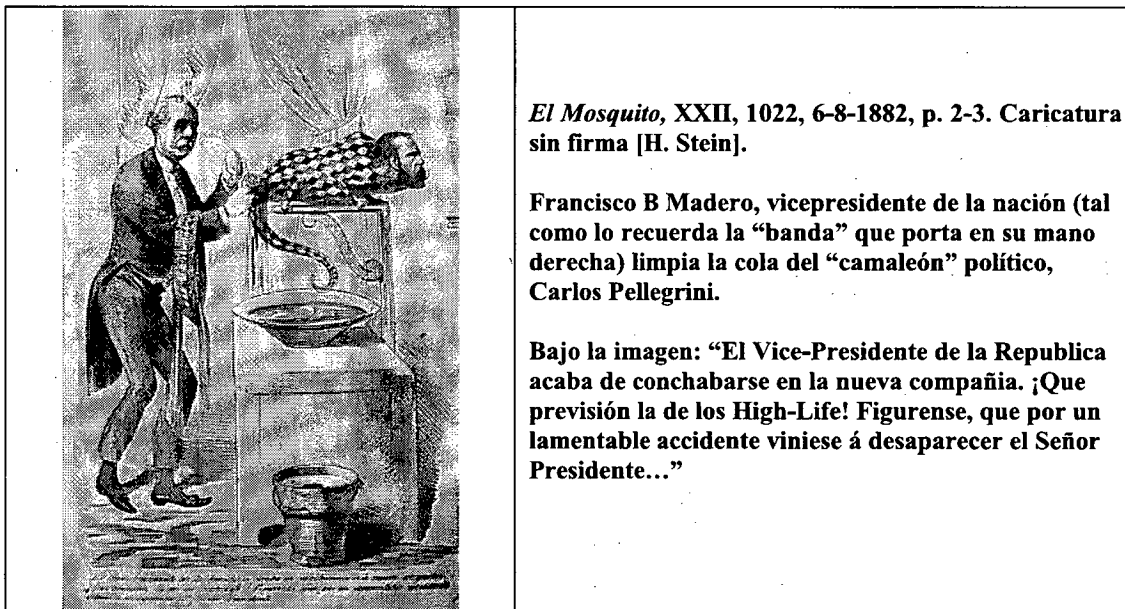 El Mosquito, XXII, 1022, 6-8-1882, p. 2-3. Caricatura
sin firma [H. Stein].
Francisco B Madero, vicepresidente de la nación (tal
como lo recuerda la “banda” que porta en su mano
derecha) limpia la cola del “camaleón” político,
Carlos Pellegrini.
Bajo la imagen: “El Vice-Presidente de la Republica
acaba de conchabarse en la nueva compañia. ¡Que
previsión la de los High-Life! Figurense, que por un
lamentable accidente viniese á desaparecer el Señor
Presidente...”